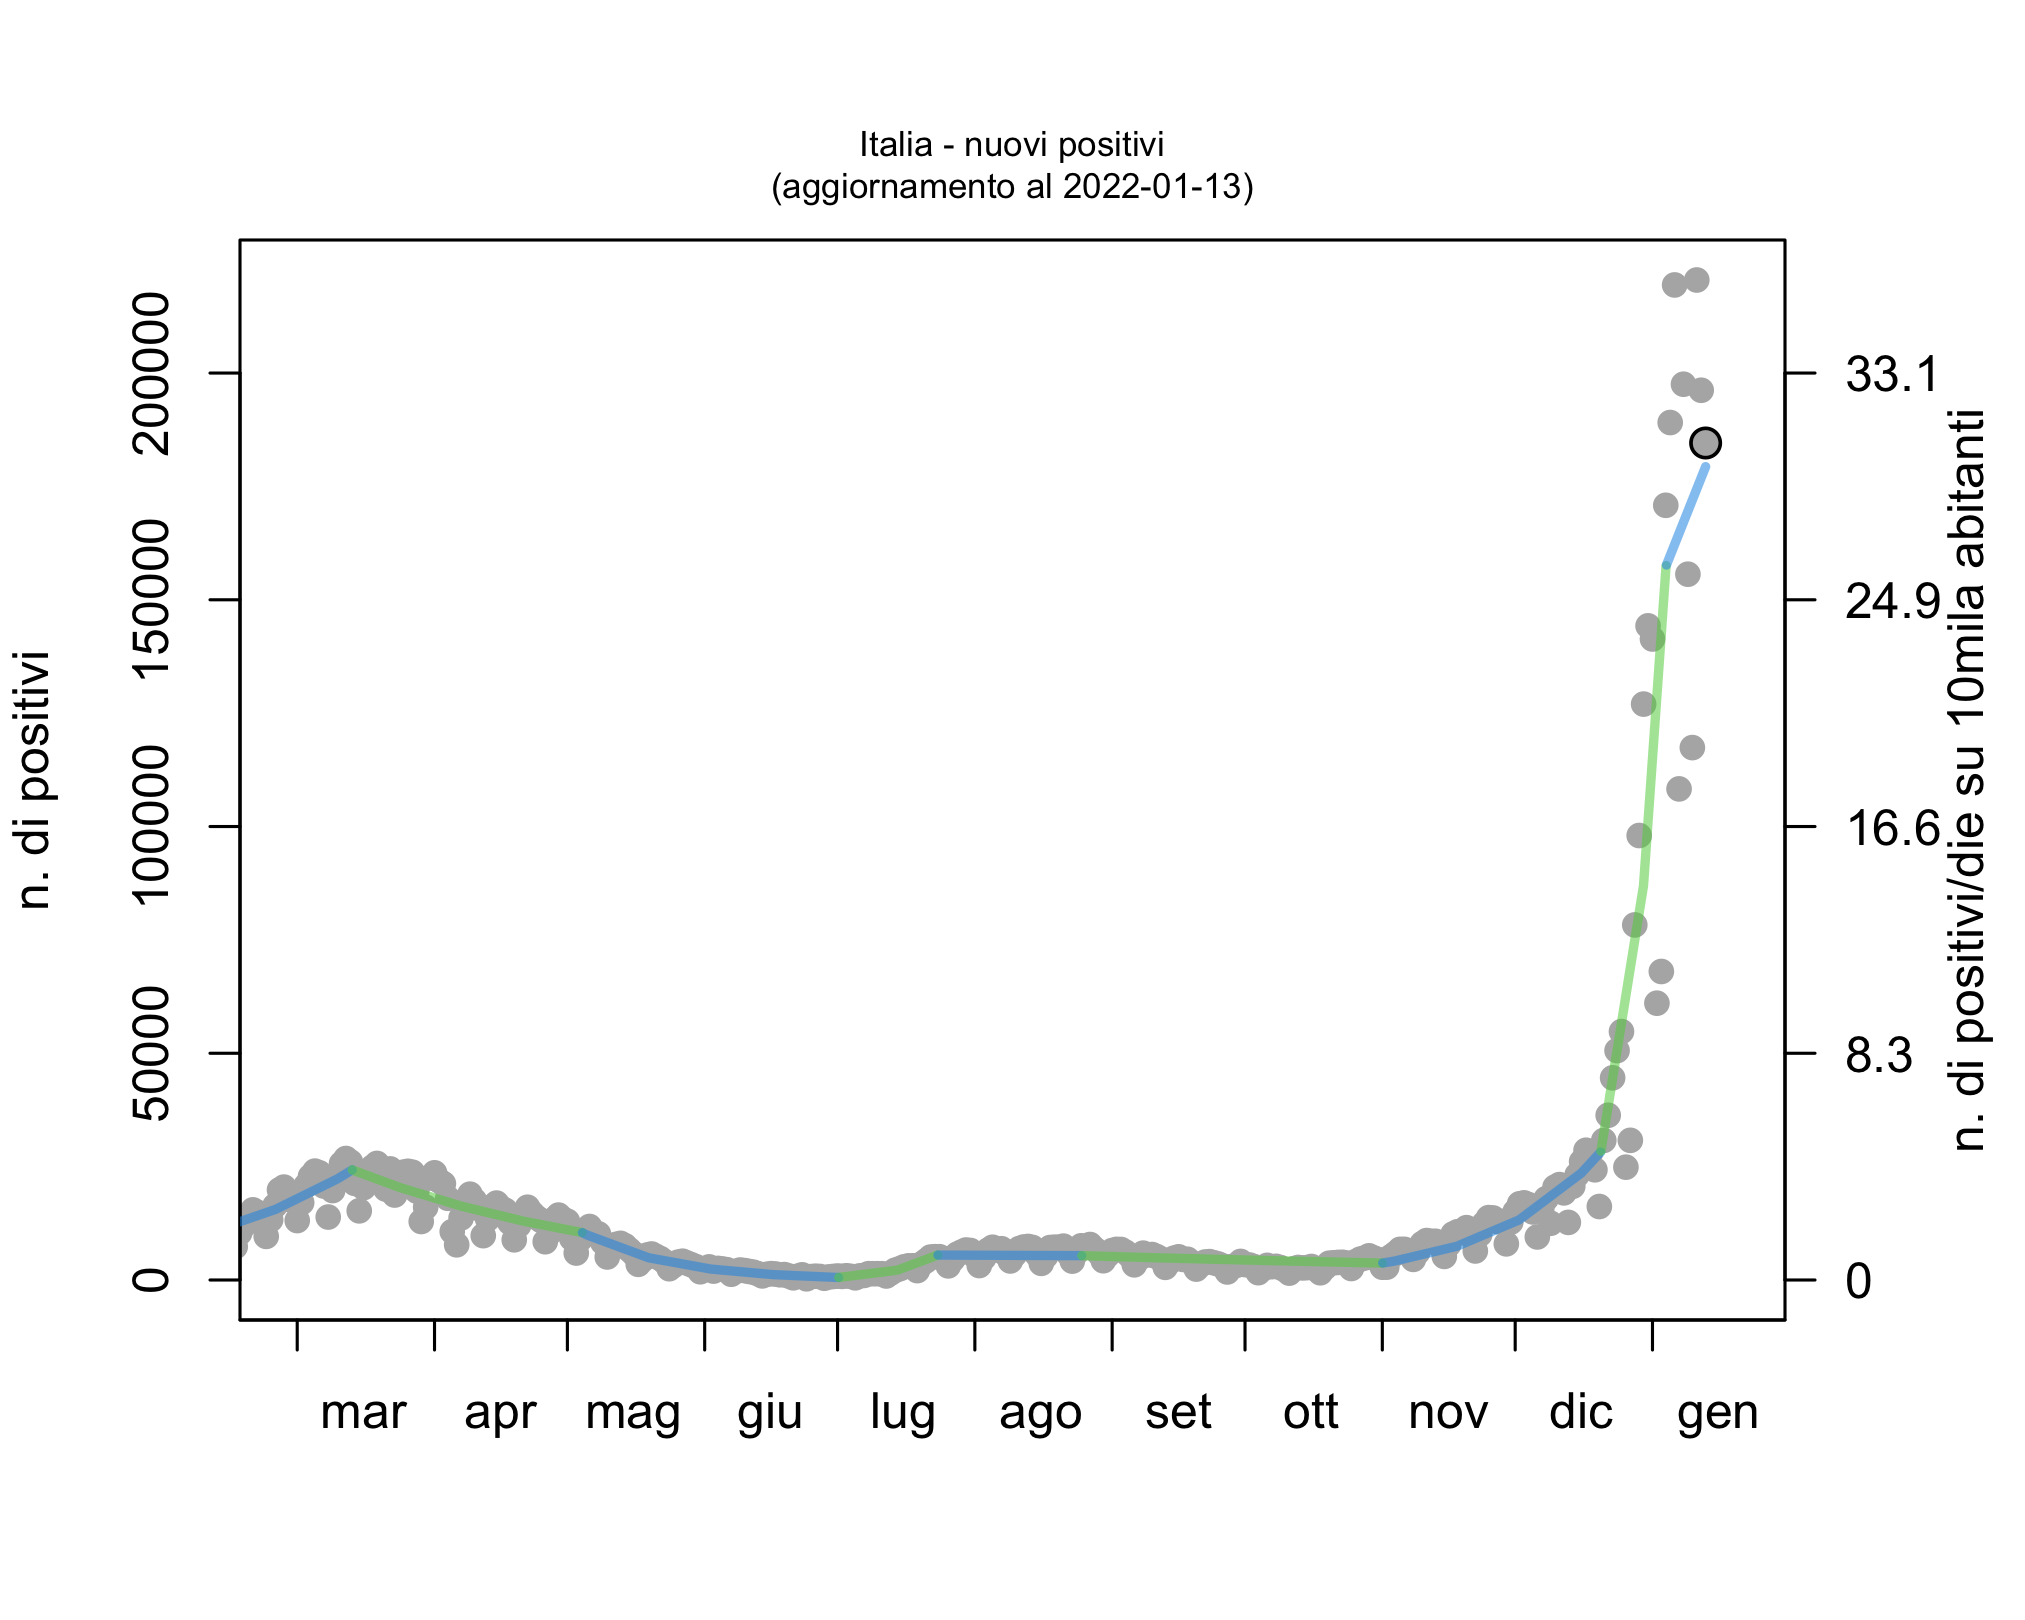 Italia - nuovi positivi
(aggiornamento al 2022-01-13)
n. di positivi
200000
150000
100000
50000
0
33.1
24.9
16.6
8.3
0
n. di positivi/die su 10mila abitanti
mar apr mag giu lug ago set ott nov dic gen